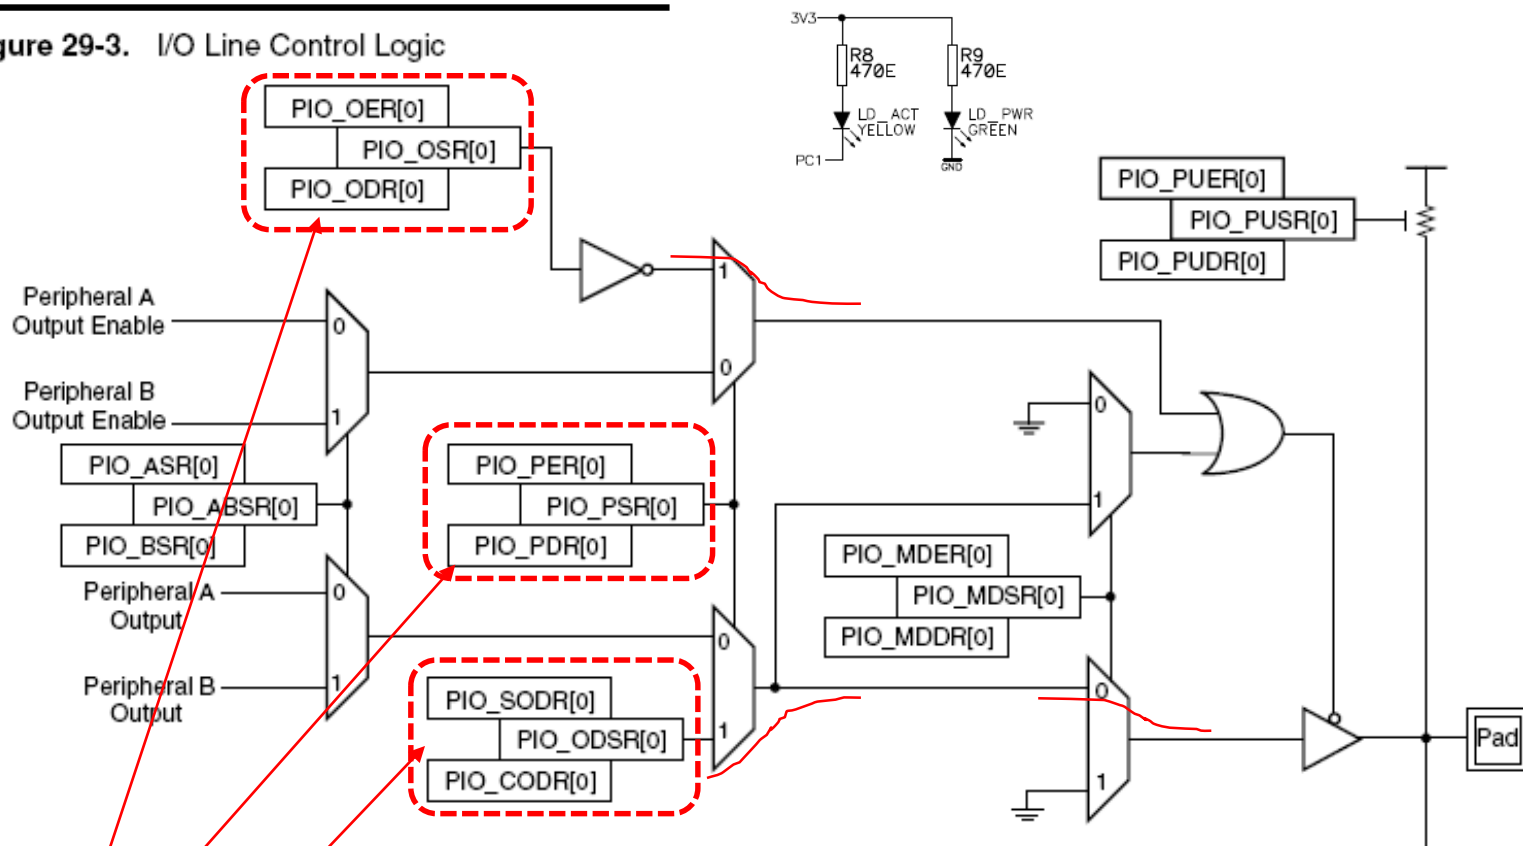 gure 29-3. I/O Line Control Logic
3V3
R8
470E
R9
470E
LD_ACT
YELLOW
LD_PWR
GREEN
PC1
GND
PIO_OER[0]
PIO_OSR[0]
PIO_ODR[0]
PIO_PUER[0]
PIO_PUSR[0]
PIO_PUDR[0]
1
0
Peripheral A
Output Enable
0
Peripheral B
Output Enable
1
PIO_ASR[0]
PIO_ABSR[0]
PIO_BSR[0]
PIO_PER[0]
PIO_PSR[0]
PIO_PDR[0]
0
1
PIO_MDER[0]
PIO_MDSR[0]
PIO_MDDR[0]
Peripheral A
Output
0
Peripheral B
Output
1
0
1
PIO_SODR[0]
PIO_ODSR[0]
PIO_CODR[0]
0
1
Pad